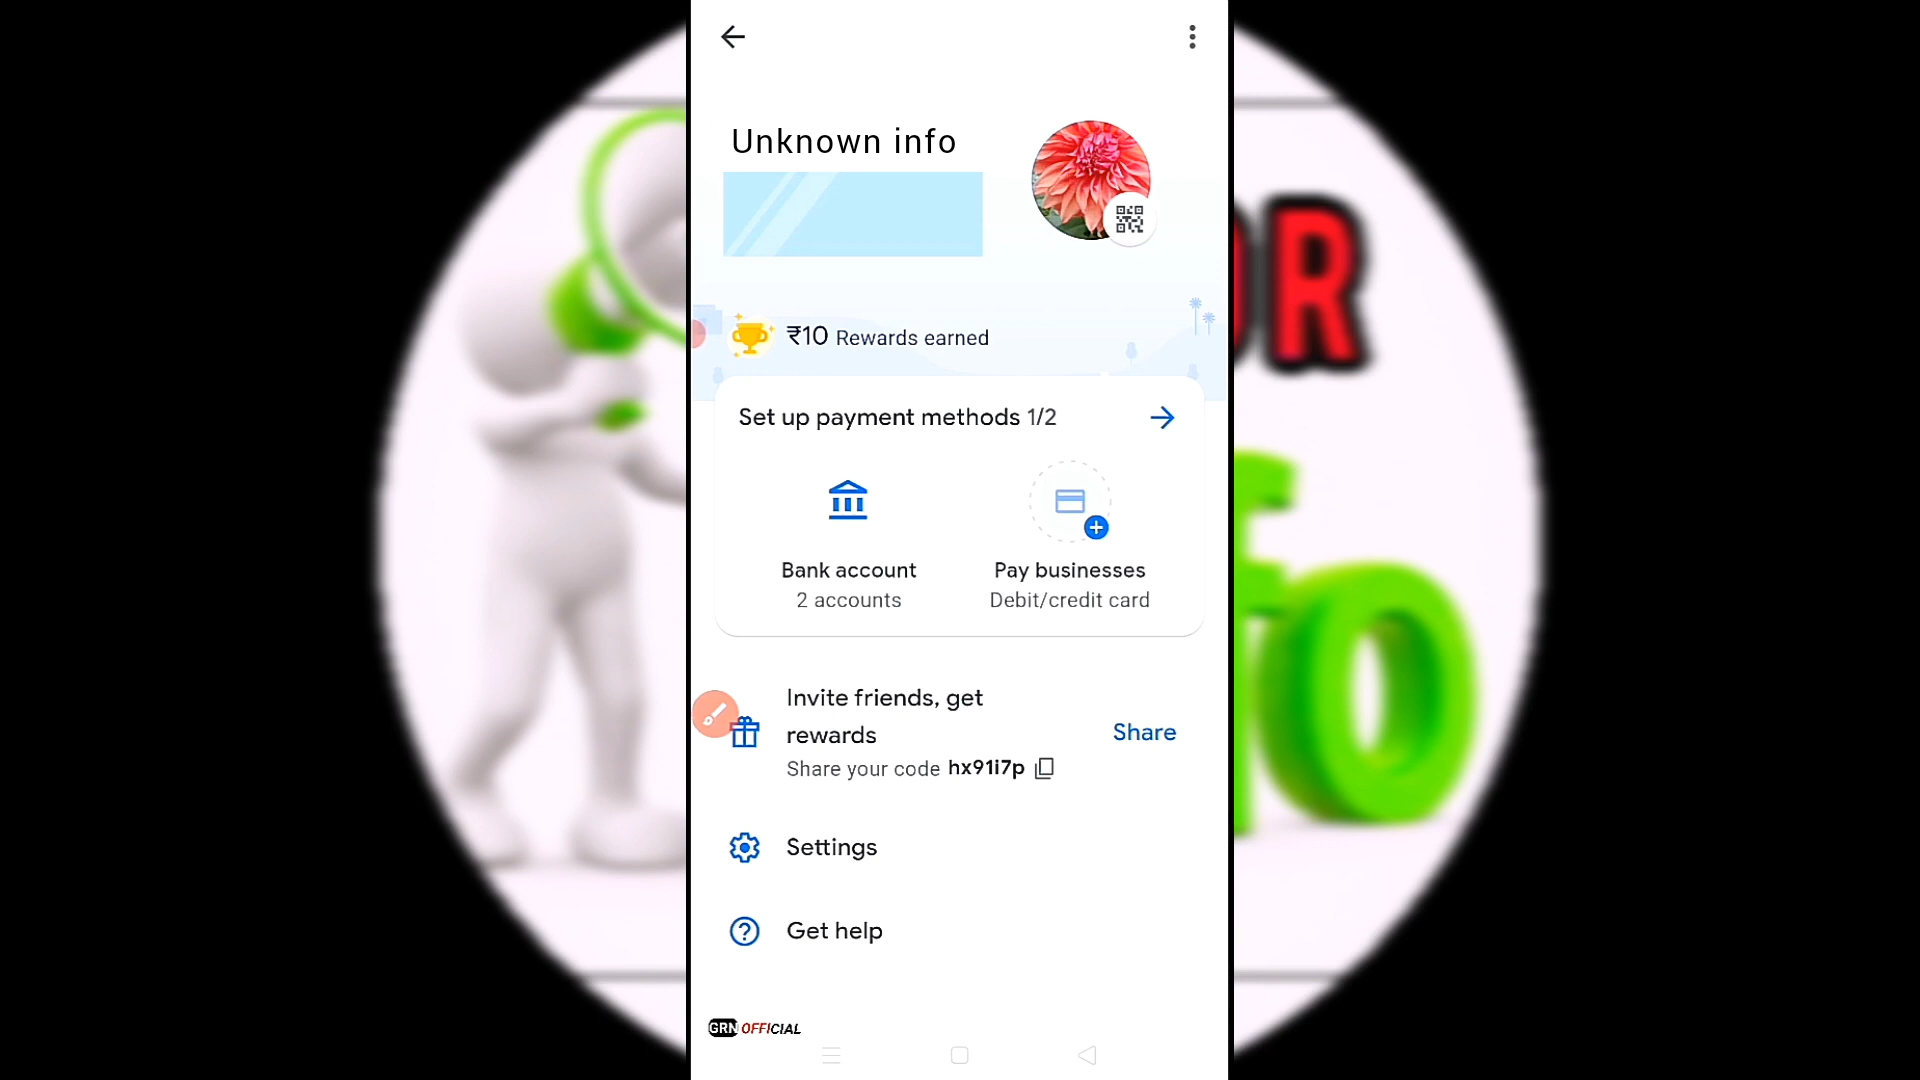 Unknown info
₹10 Rewards earned
Set up payment methods 1/2
Bank account
2 accounts
Pay businesses
Debit/credit card
Invite friends, get
rewards
Share
Share your code hx91i7p
Settings
Get help
GRN OFFICIAL